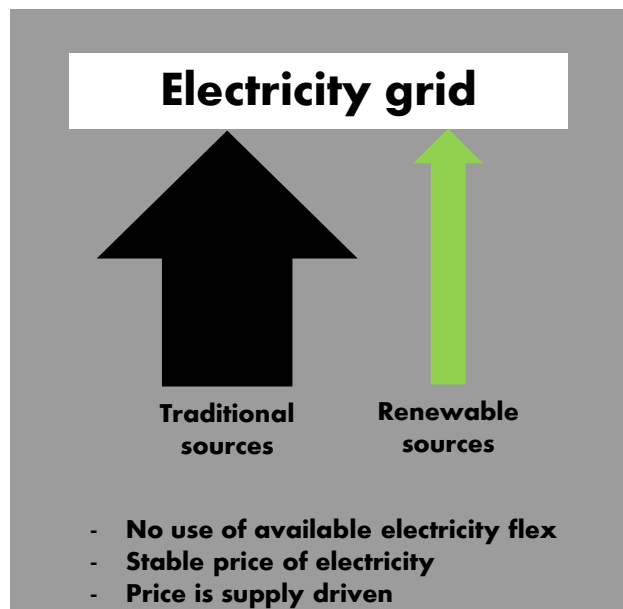 Electricity grid
Traditional
sources
Renewable
sources
- No use of available electricity flex
- Stable price of electricity
- Price is supply driven